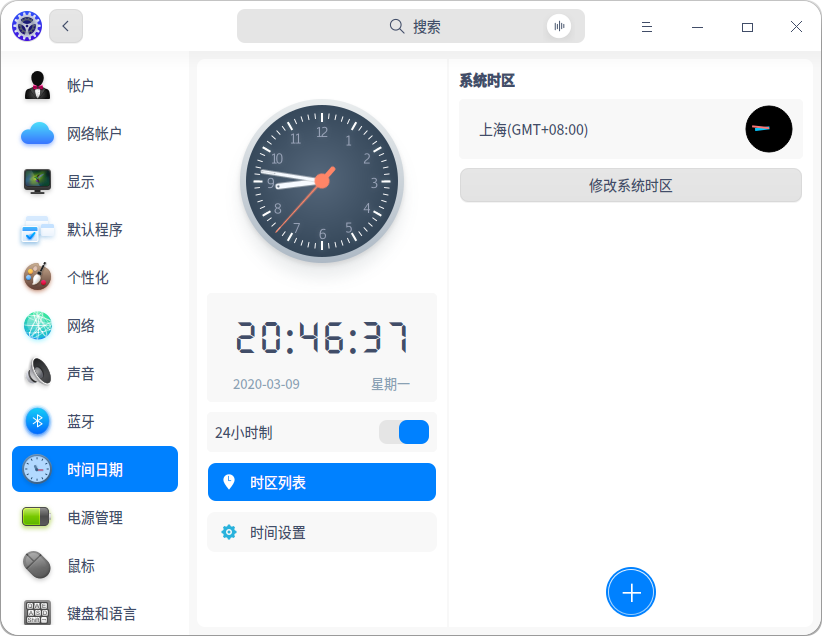 搜索
帐户
网络帐户
显示
默认程序
个性化
网络
声音
蓝牙
时间日期
电源管理
鼠标
键盘和语言
12
1
2
3
4
5
6
7
8
9
10
11
20:46:37
2020-03-09 星期一
24小时制
时区列表
时间设置
系统时区
上海(GMT+08:00)
修改系统时区